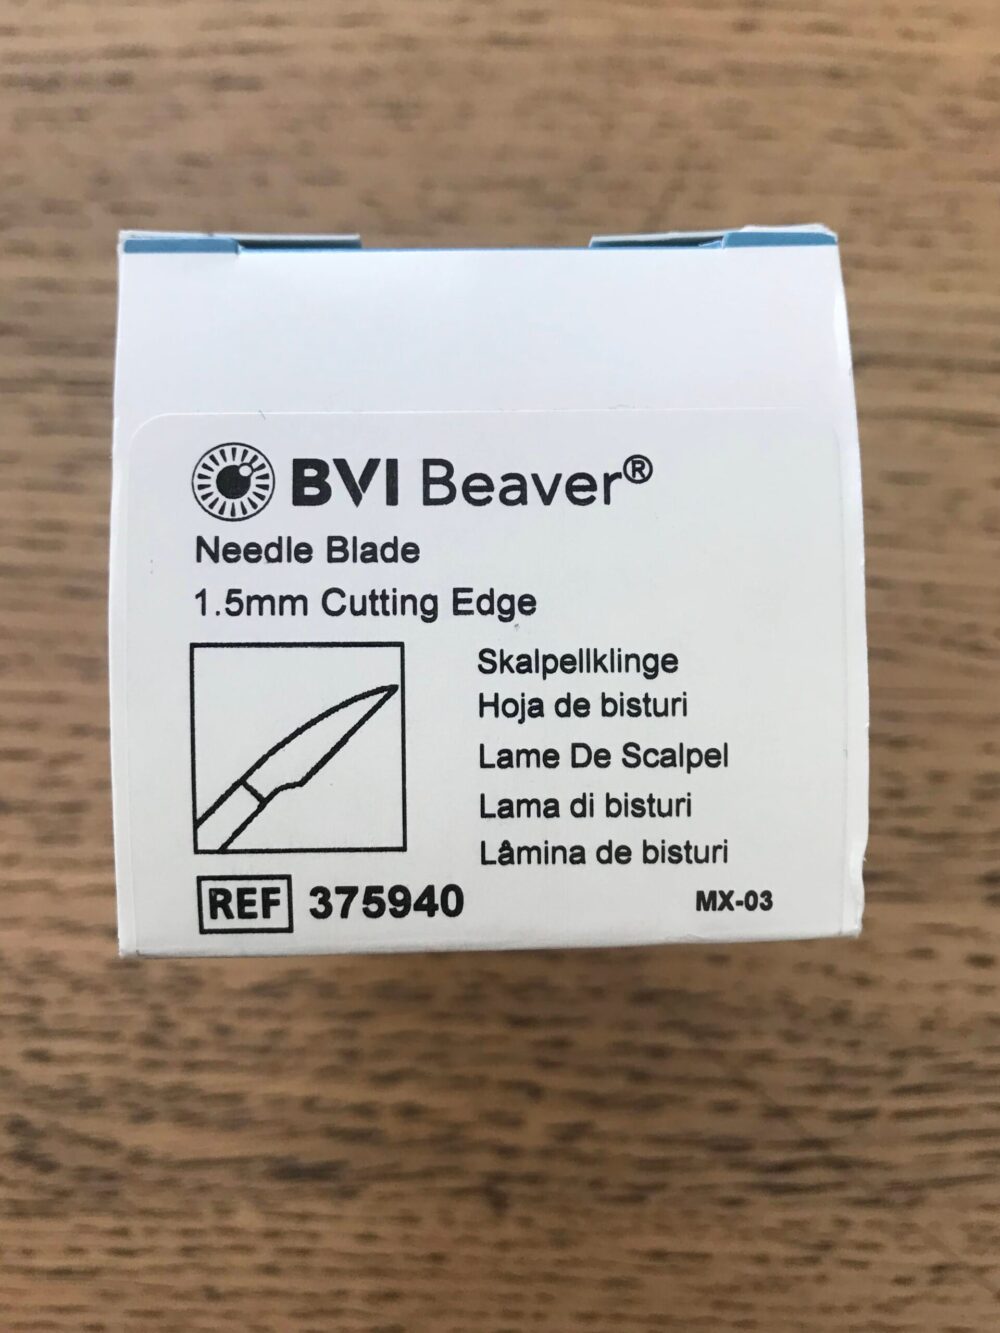 BVI Beaver®
Needle Blade
1.5mm Cutting Edge
Skalpellklinge
Hoja de bisturi
Lame De Scalpel
Lama di bisturi
Lâmina de bisturi
REF 375940
MX-03